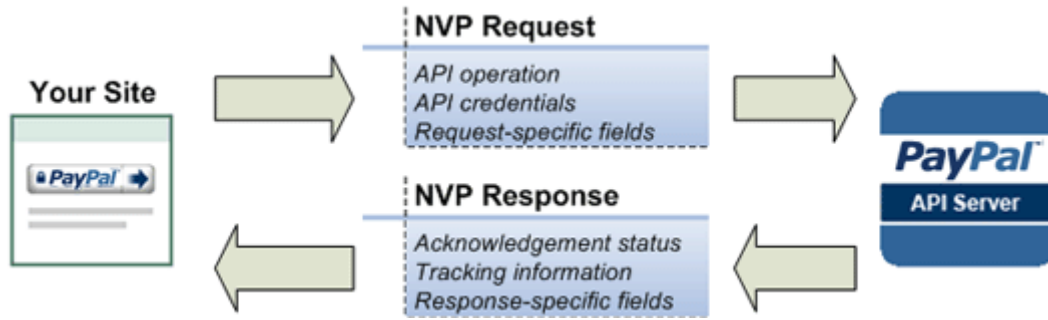 NVP Request
API operation
API credentials
Request-specific fields
Your Site
PayPal
PayPal™
API Server
NVP Response
Acknowledgement status
Tracking information
Response-specific fields